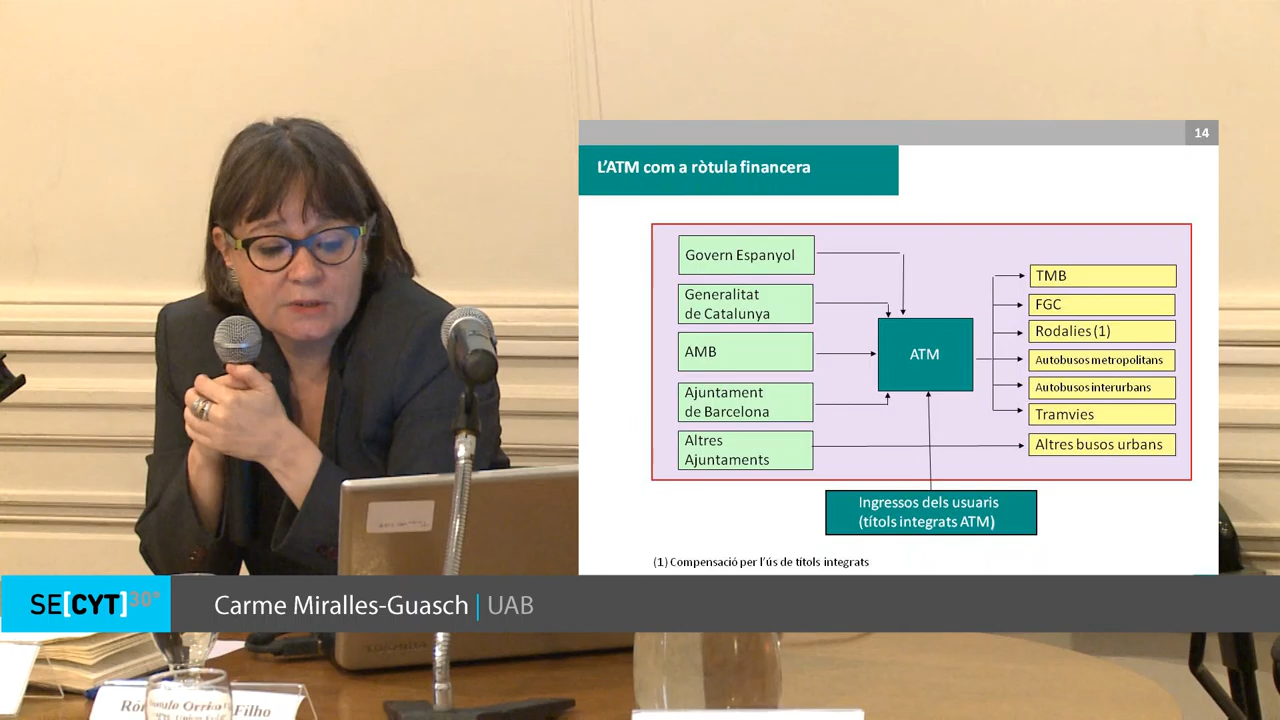 14
L'ATM com a ròtula financera
Govern Espanyol
Generalitat
de Catalunya
AMB
Ajuntament
de Barcelona
Altres
Ajuntaments
ATM
TMB
FGC
Rodalies (1)
Autobusos metropolitans
Autobusos interurbans
Tramvies
Altres busos urbans
Ingressos dels usuaris
(títols integrats ATM)
(1) Compensació per l'ús de títols integrats
SE[CYT]30º
Carme Miralles-Guasch | UAB
Filho